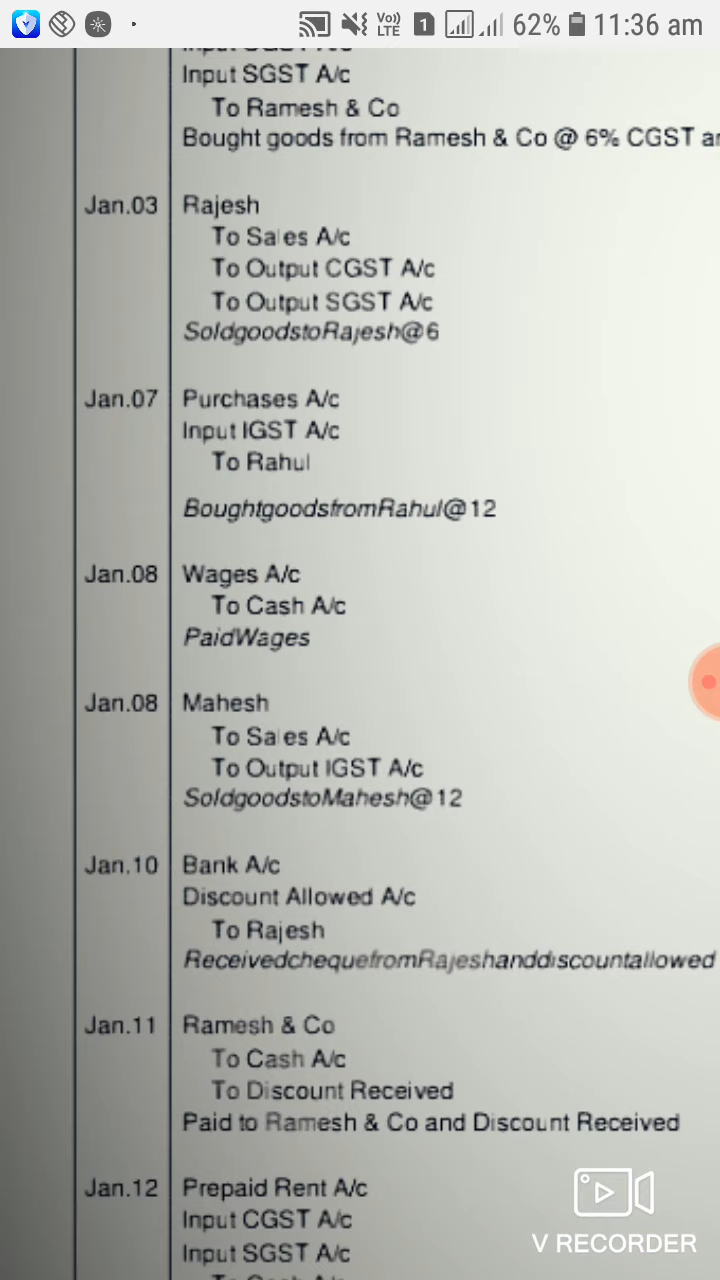 Vo))
LTE
1
62%
11:36 am
Input SGST A/c
To Ramesh & Co
Bought goods from Ramesh & Co @ 6% CGST
Jan.03 Rajesh
To Sales A/c
To Output CGST A/c
To Output SGST A/c
SoldgoodstoRajesh@6
Jan.07 Purchases A/c
Input IGST A/c
To Rahul
BoughtgoodsfromRahul@12
Jan.08 Wages A/c
To Cash A/c
PaidWages
Jan.08 Mahesh
To Sales A/c
To Output IGST A/c
SoldgoodstoMahesh@12
Jan.10 Bank A/c
Discount Allowed A/c
To Rajesh
ReceivedchequefromRajeshanddiscountallowed
Jan.11 Ramesh & Co
To Cash A/c
To Discount Received
Paid to Ramesh & Co and Discount Received
Jan.12 Prepaid Rent A/c
Input CGST A/c
Input SGST A/c
V RECORDER